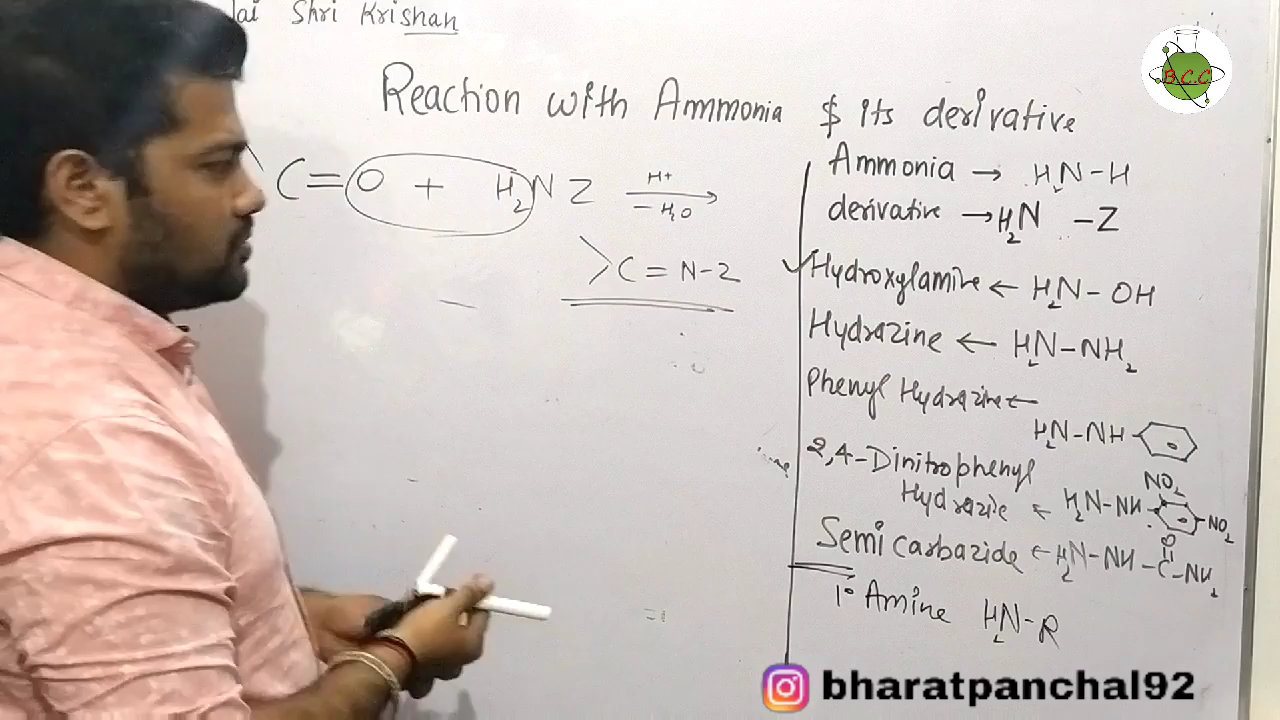 Jai Shri Krishan
B.C.C
Reaction with Ammonia $ its derivative
C=O + H2N Z H+ → -H2O
>C=N-Z
Ammonia → H2N-H
derivative → H2N -Z
✓Hydroxylamine ← H2N-OH
Hydrazine ← H2N-NH2
Phenyl Hydrazine ←
H2N-NH-
2,4-Dinitrophenyl
Hydrazie ← H2N-NH- NO2 NO2
Semicarbazide ← H2N-NH-C-NH2
O
1° Amine H2N-R
bharatpanchal92